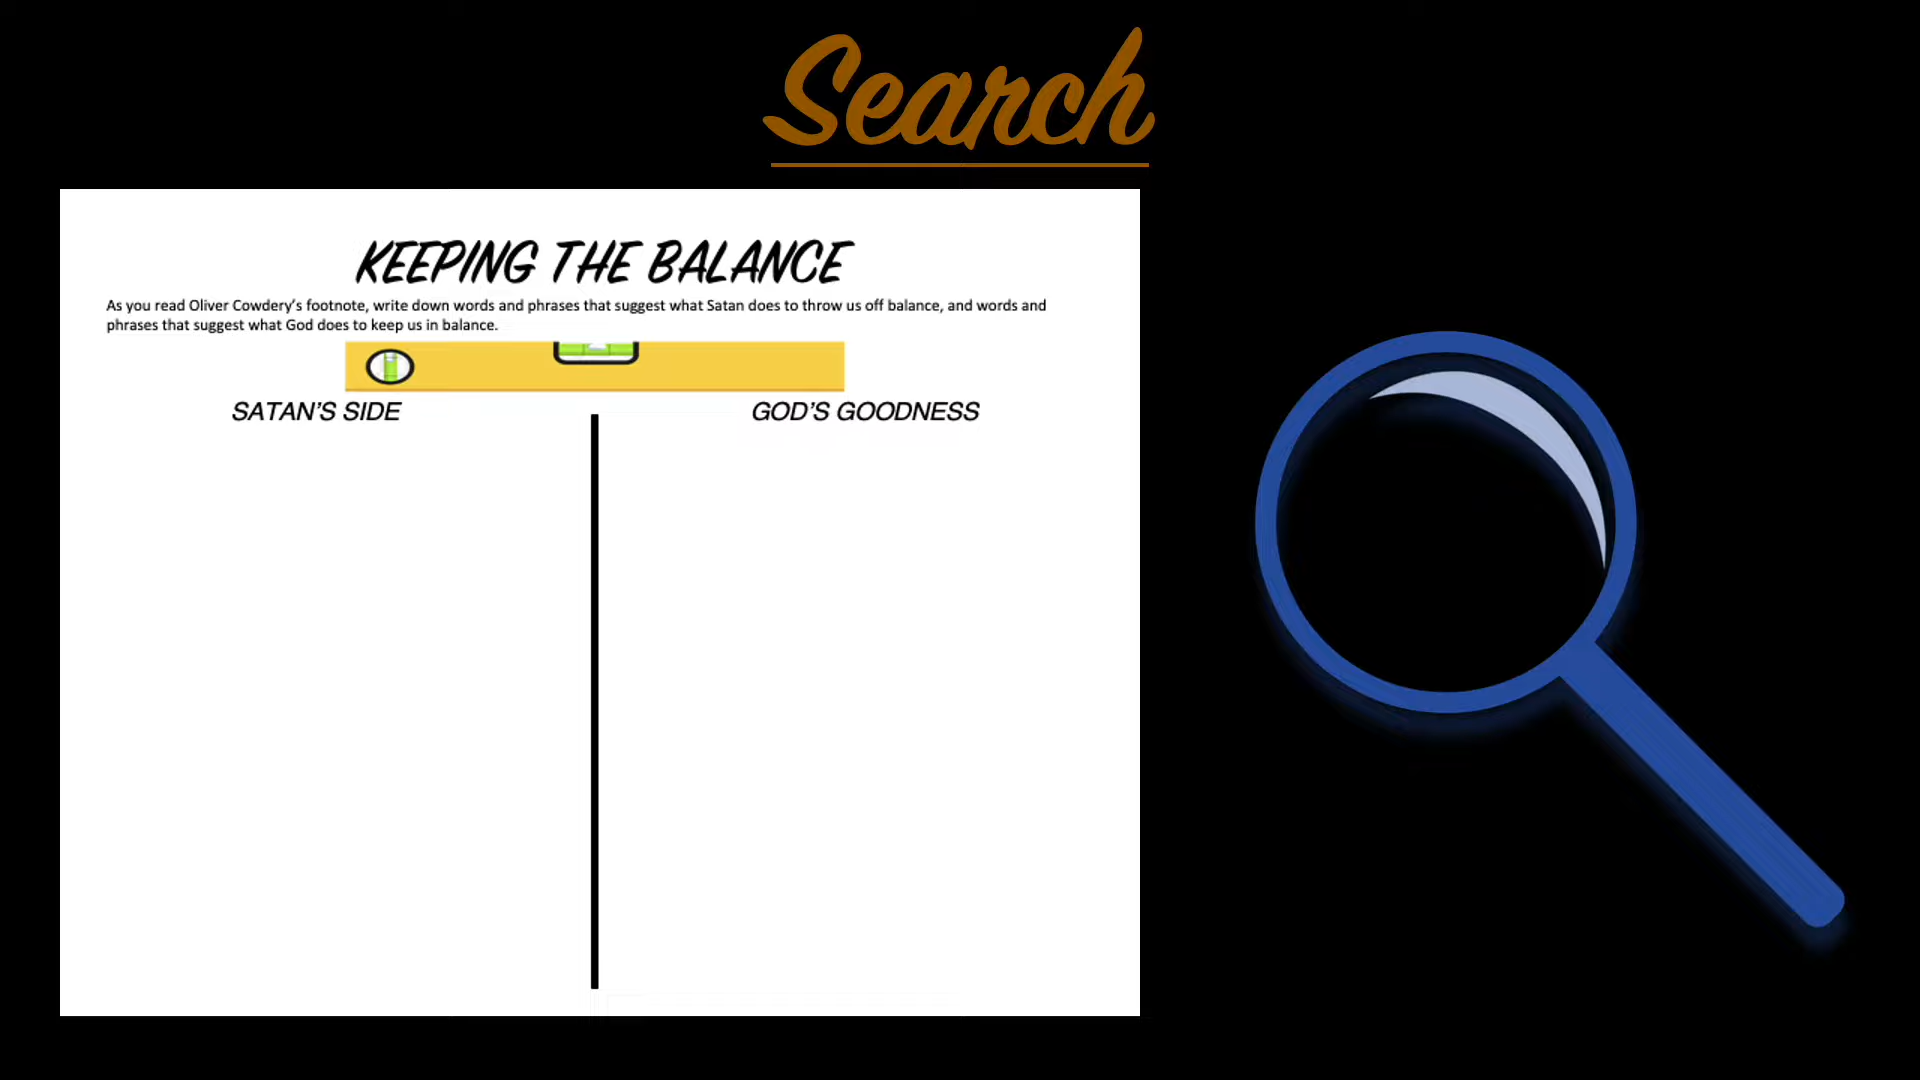 Search
KEEPING THE BALANCE
As you read Oliver Cowdery’s footnote, write down words and phrases that suggest what Satan does to throw us off balance, and words and
phrases that suggest what God does to keep us in balance.
SATAN’S SIDE
GOD’S GOODNESS